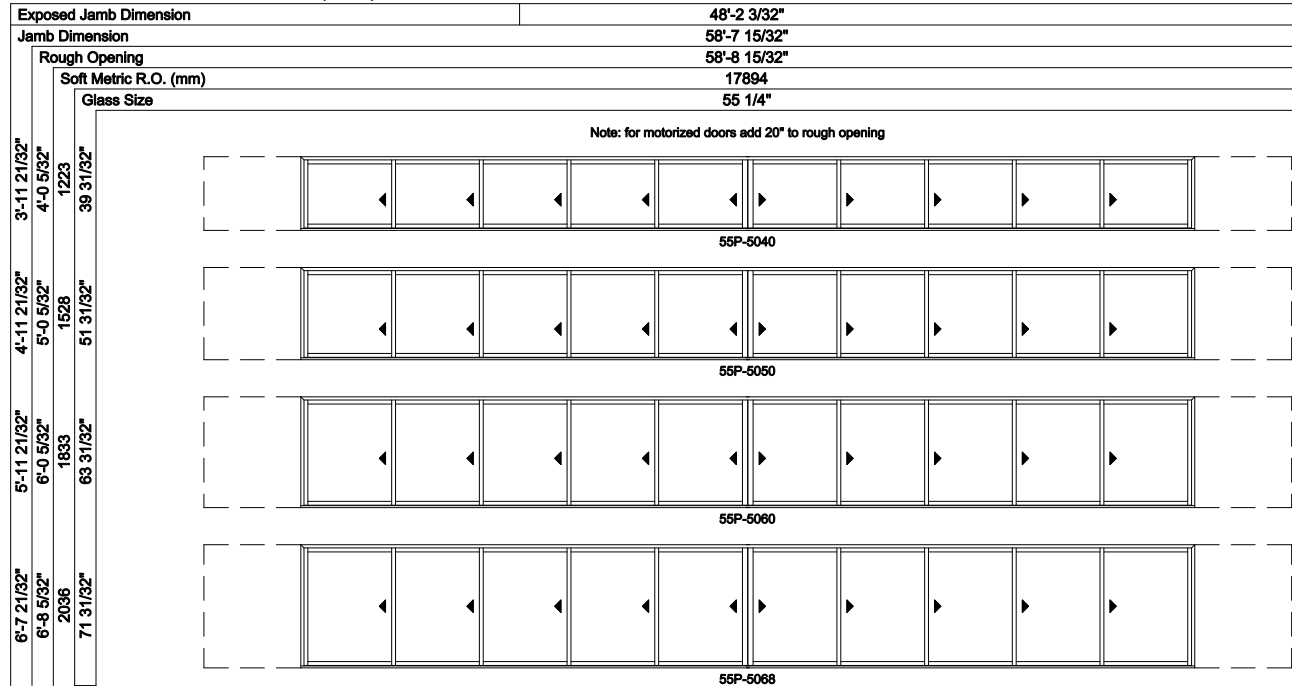 Exposed Jamb Dimension 48'-2 3/32"
Jamb Dimension 58'-7 15/32"
Rough Opening 58'-8 15/32"
Soft Metric R.O. (mm) 17894
Glass Size 55 1/4"
Note: for motorized doors add 20" to rough opening
3'-11 21/32"
4'-0 5/32"
1223
39 31/32"
55P-5040
4'-11 21/32"
5'-0 5/32"
1528
51 31/32"
55P-5050
5'-11 21/32"
6'-0 5/32"
1833
63 31/32"
55P-5060
6'-7 21/32"
6'-8 5/32"
2036
71 31/32"
55P-5068